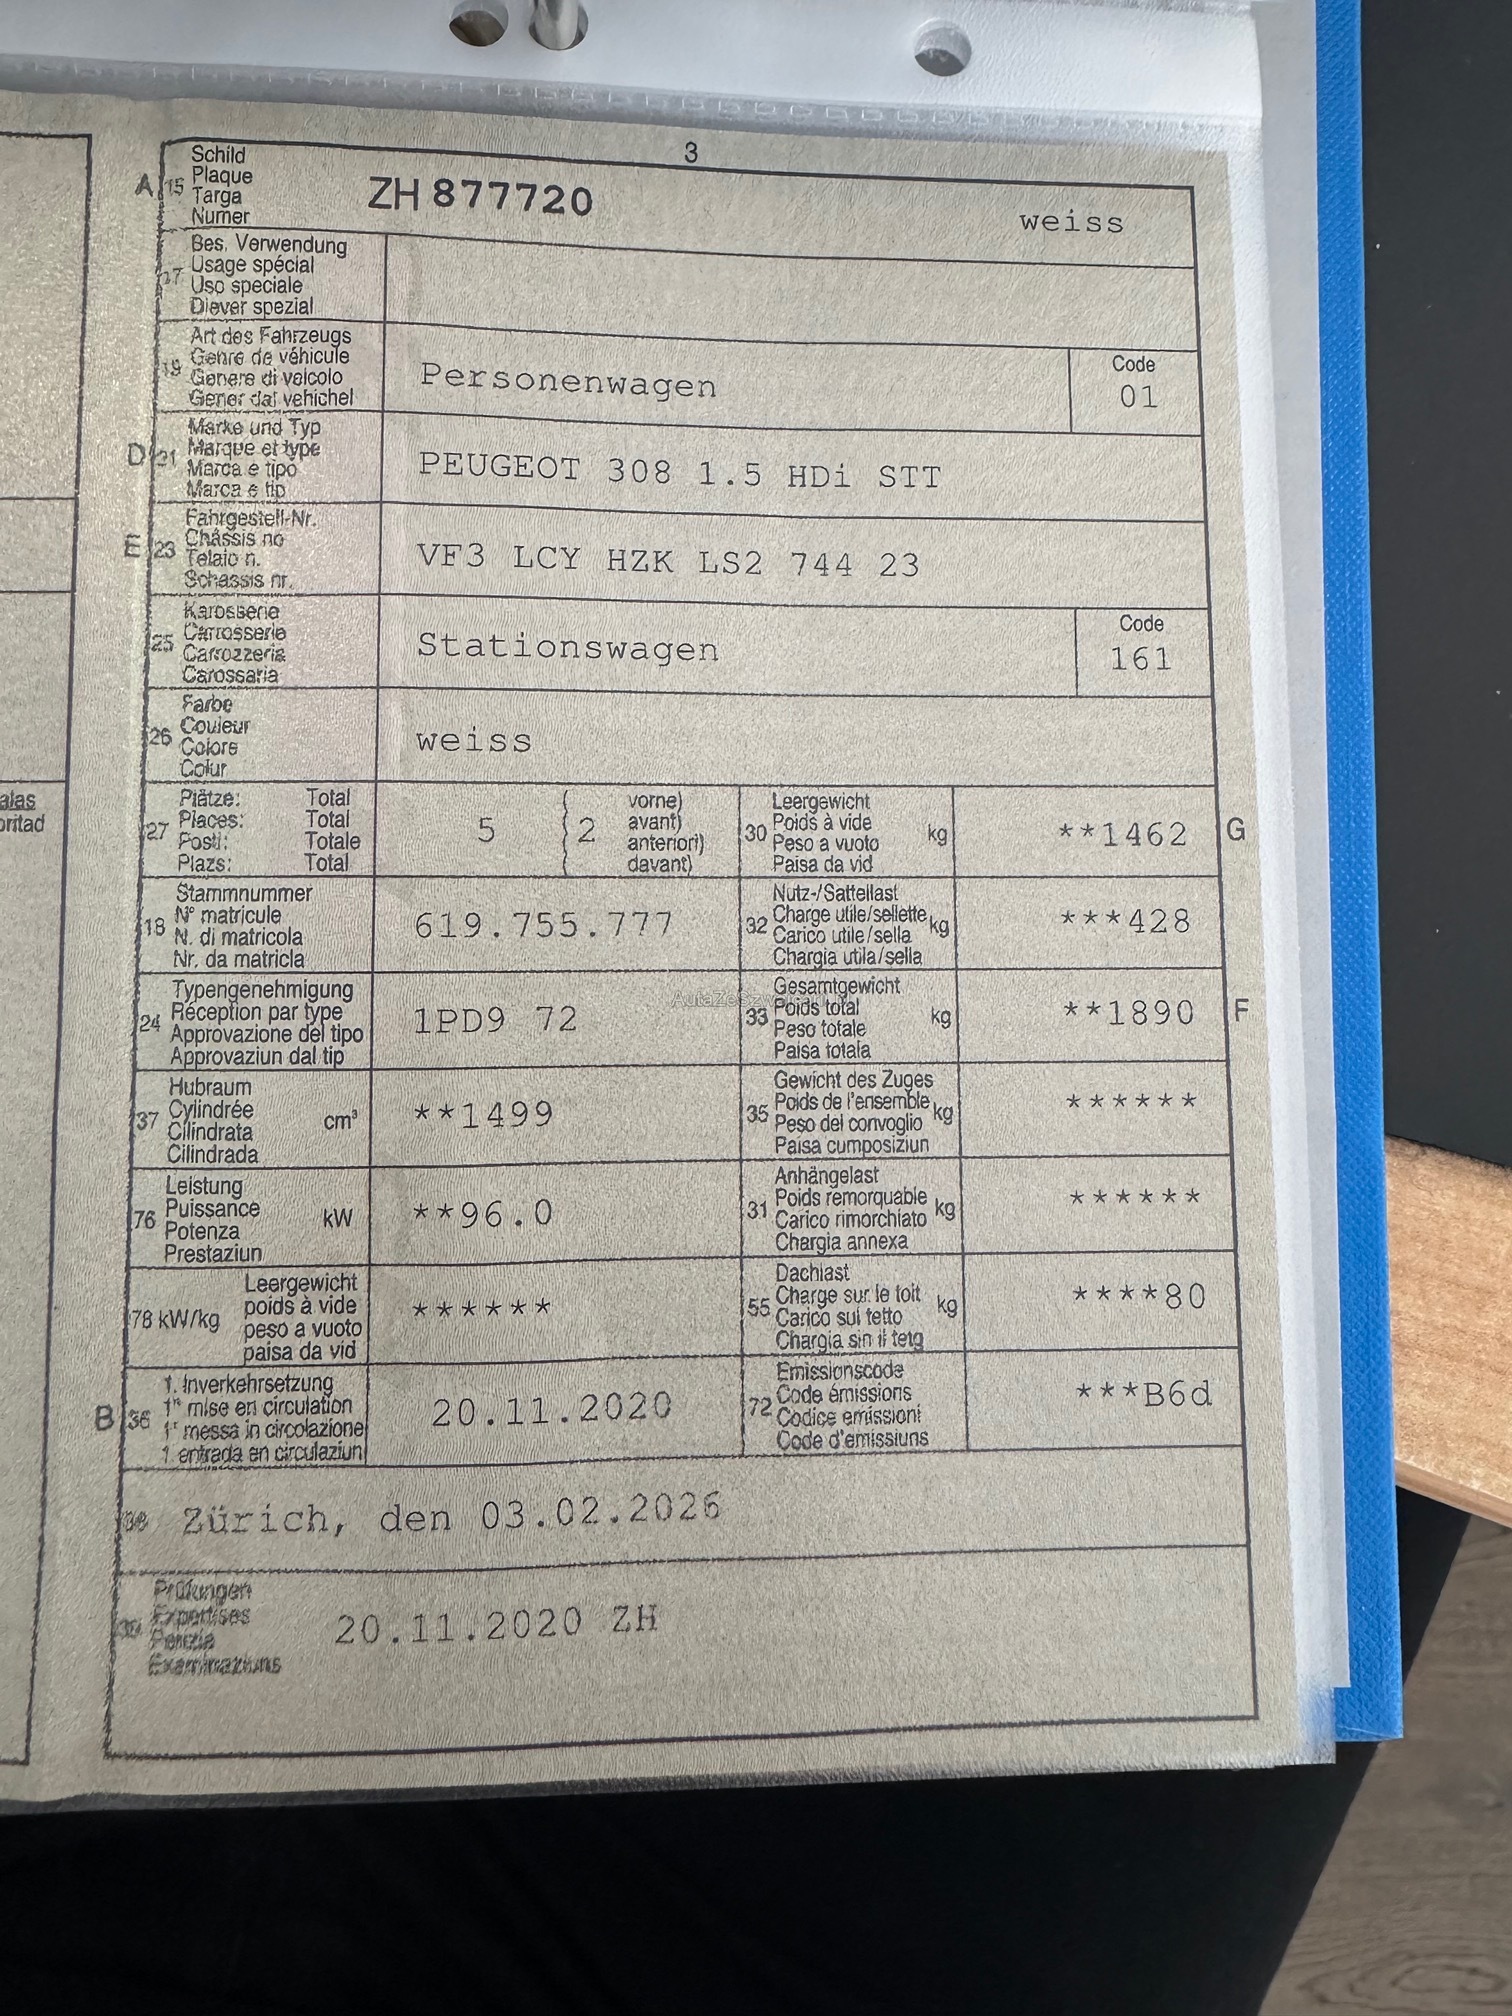 alas
oritad
3
A 15 Schild
Plaque
Targa
Numer
ZH 877720
weiss
17 Bes. Verwendung
Usage spécial
Uso speciale
Diever spezial
19 Art des Fahrzeugs
Genre de véhicule
Genere di veicolo
Gener dal vehichel
Personenwagen
Code
01
D 21 Marke und Typ
Marque et type
Marca e tipo
Marca e tip
PEUGEOT 308 1.5 HDi STT
E 23 Fahrgestell-Nr.
Châssis no
Telaio n.
Schassis nr.
VF3 LCY HZK LS2 744 23
25 Karosserie
Carrosserie
Carrozzeria
Carossaria
Stationswagen
Code
161
26 Farbe
Couleur
Colore
Colur
weiss
27 Plätze: Total
Places: Total
Posti: Totale
Plazs: Total
5 { 2 vorne)
avant)
anteriori)
davant)
30 Leergewicht
Poids à vide
Peso a vuoto
Paisa da vid
kg
**1462 G
18 Stammnummer
N° matricule
N. di matricola
Nr. da matricla
619.755.777
32 Nutz-/Sattellast
Charge utile/sellette
Carico utile/sella
Chargia utila/sella
kg
***428
24 Typengenehmigung
Réception par type
Approvazione del tipo
Approvaziun dal tip
1PD9 72
33 Gesamtgewicht
Poids total
Peso totale
Paisa totala
kg
**1890 F
37 Hubraum
Cylindrée
Cilindrata
Cilindrada
cm³
**1499
35 Gewicht des Zuges
Poids de l'ensemble
Peso del convoglio
Paisa cumposiziun
kg
******
76 Leistung
Puissance
Potenza
Prestaziun
kW
**96.0
31 Anhängelast
Poids remorquable
Carico rimorchiato
Chargia annexa
kg
******
78 kW/kg Leergewicht
poids à vide
peso a vuoto
paisa da vid
******
55 Dachlast
Charge sur le toit
Carico sul tetto
Chargia sin il tetg
kg
****80
B 36 1. Inverkehrsetzung
1re mise en circulation
1a messa in circolazione
1. entrada en circulaziun
20.11.2020
72 Emissionscode
Code émissions
Codice emissioni
Code d'emissiuns
***B6d
38 Zürich, den 03.02.2026
39 Prüfungen
Expertises
Perizia
Examinaziuns
20.11.2020 ZH